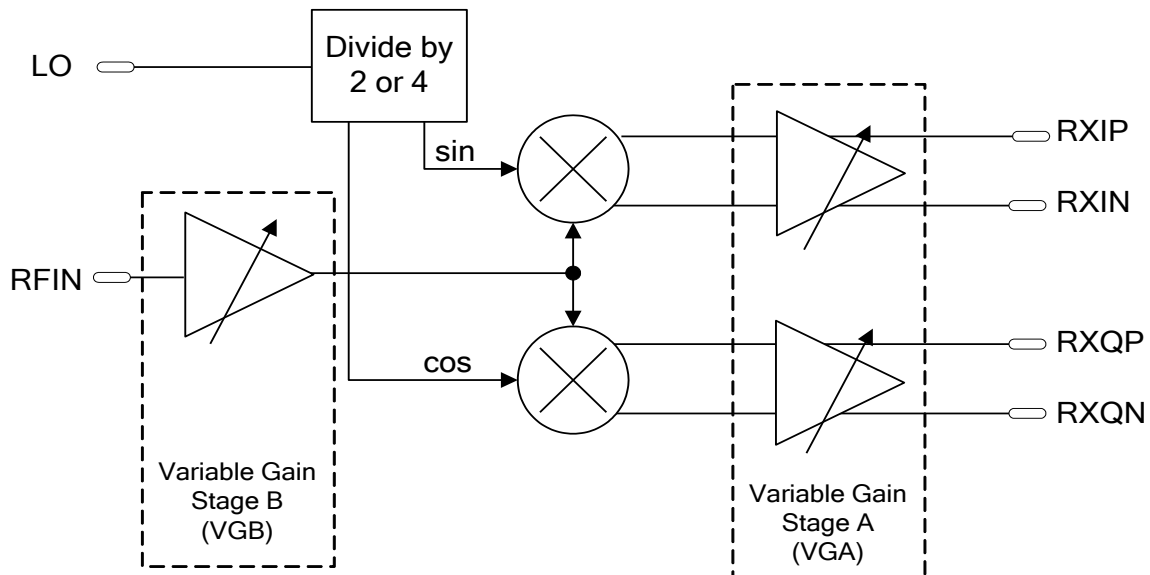 LO
Divide by
2 or 4
sin
RXIP
RXIN
RFIN
cos
RXQP
RXQN
Variable Gain
Stage B
(VGB)
Variable Gain
Stage A
(VGA)